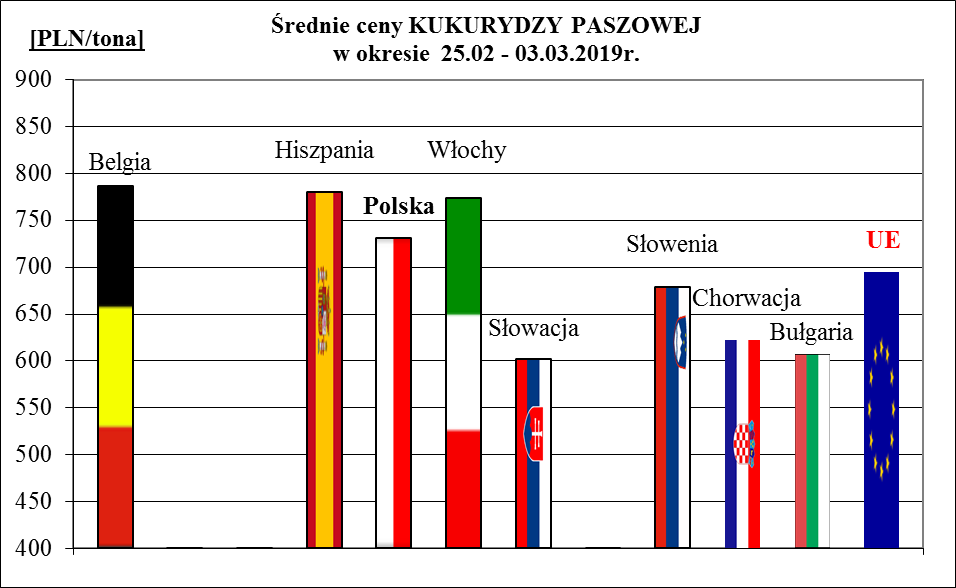 Średnie ceny KUKURYDZY PASZOWEJ
w okresie 25.02 - 03.03.2019r.
[PLN/tona]
900
850
800
750
700
650
600
550
500
450
400
Belgia
Hiszpania
Polska
Włochy
Słowacja
Słowenia
Chorwacja
Bułgaria
UE